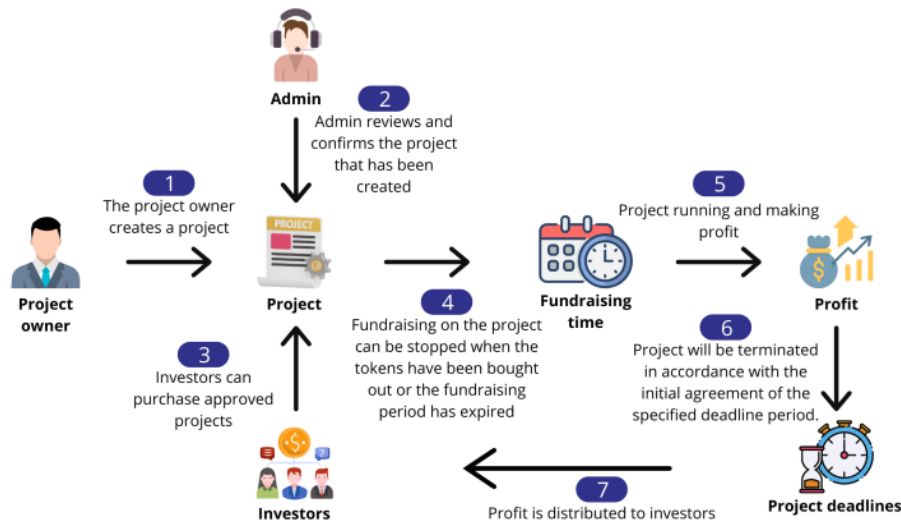 Admin
2
Admin reviews and
confirms the project
that has been
created
1
The project owner
creates a project
Project
owner
PROJECT
Project
3
Investors can
purchase approved
projects
Investors
4
Fundraising on the project
can be stopped when the
tokens have been bought
out or the fundraising
period has expired
Fundraising
time
5
Project running and making
profit
Profit
6
Project will be terminated
in accordance with the
initial agreement of the
specified deadline period.
Project deadlines
7
Profit is distributed to investors